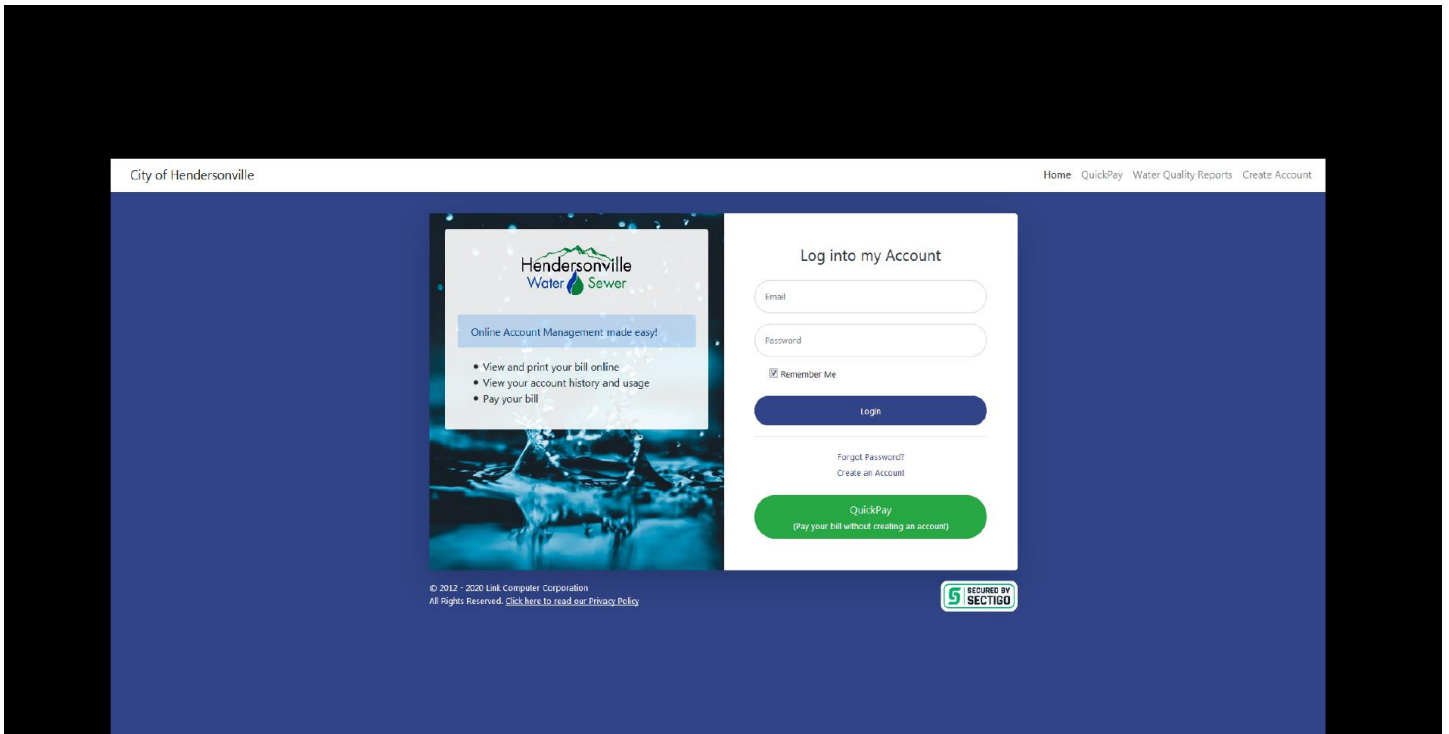 City of Hendersonville
Home QuickPay Water Quality Reports Create Account
Hendersonville
Water Sewer
Online Account Management made easy!
• View and print your bill online
• View your account history and usage
• Pay your bill
Log into my Account
Email
Password
Remember Me
Login
Forgot Password?
Create an Account
QuickPay
(Pay your bill without creating an account)
© 2012 - 2020 Link Computer Corporation
All Rights Reserved. Click here to read our Privacy Policy
SECURED BY
SECTIGO